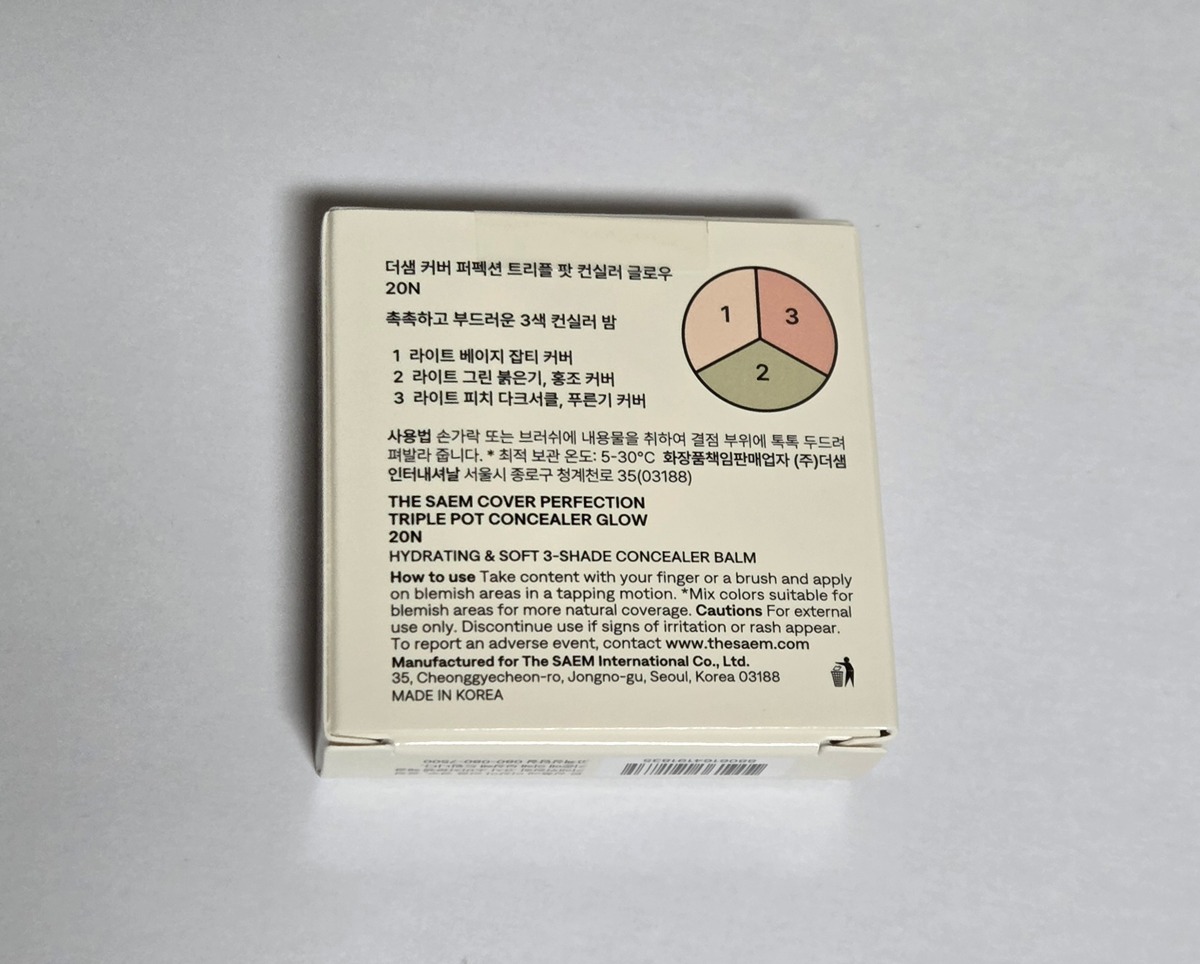 더샘 커버 퍼펙션 트리플 팟 컨실러 글로우
20N
촉촉하고 부드러운 3색 컨실러 밤
1 라이트 베이지 잡티 커버
2 라이트 그린 붉은기, 홍조 커버
3 라이트 피치 다크서클, 푸른기 커버
1
3
2
사용법 손가락 또는 브러쉬에 내용물을 취하여 결점 부위에 톡톡 두드려
펴발라 줍니다. * 최적 보관 온도: 5-30°C 화장품책임판매업자 (주)더샘
인터내셔날 서울시 종로구 청계천로 35(03188)
THE SAEM COVER PERFECTION
TRIPLE POT CONCEALER GLOW
20N
HYDRATING & SOFT 3-SHADE CONCEALER BALM
How to use Take content with your finger or a brush and apply
on blemish areas in a tapping motion. *Mix colors suitable for
blemish areas for more natural coverage. Cautions For external
use only. Discontinue use if signs of irritation or rash appear.
To report an adverse event, contact www.thesaem.com
Manufactured for The SAEM International Co., Ltd.
35, Cheonggyecheon-ro, Jongno-gu, Seoul, Korea 03188
MADE IN KOREA